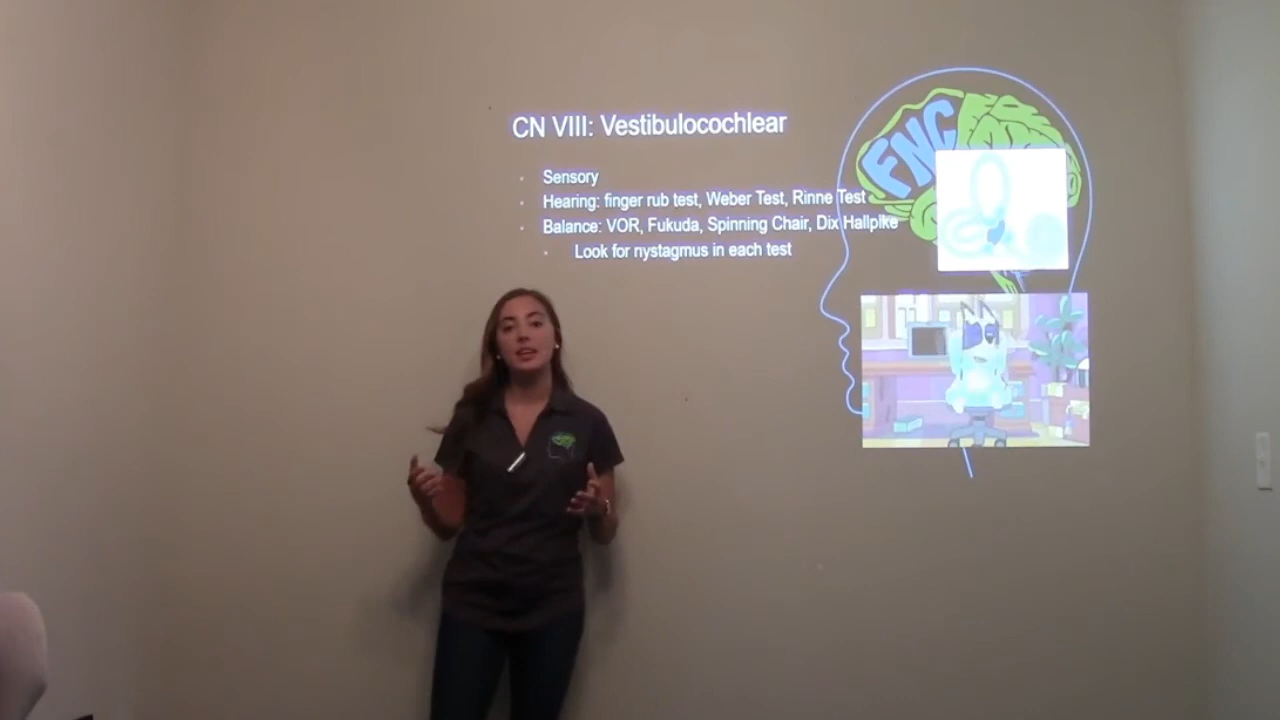 CN VIII: Vestibulocochlear
FNC
Sensory
Hearing: finger rub test, Weber Test, Rinne Test
Balance: VOR, Fukuda, Spinning Chair, Dix Hallpike
Look for nystagmus in each test